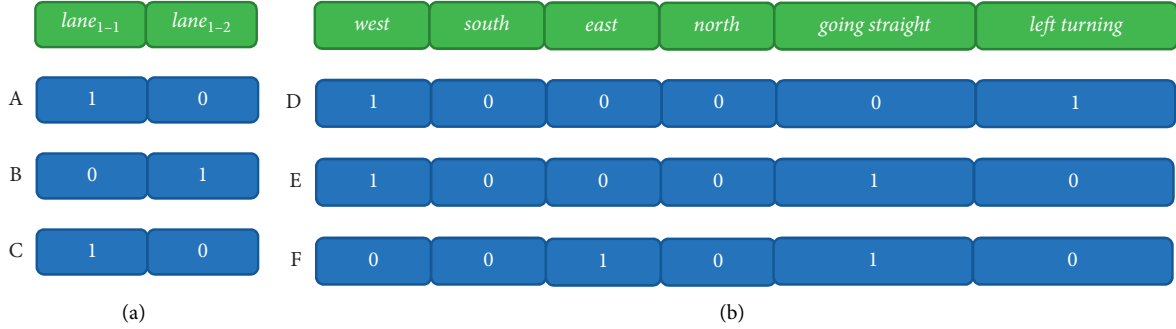 lane1–1 lane1–2
A 1 0
B 0 1
C 1 0
(a)
west south east north going straight left turning
D 1 0 0 0 0 1
E 1 0 0 0 1 0
F 0 0 1 0 1 0
(b)